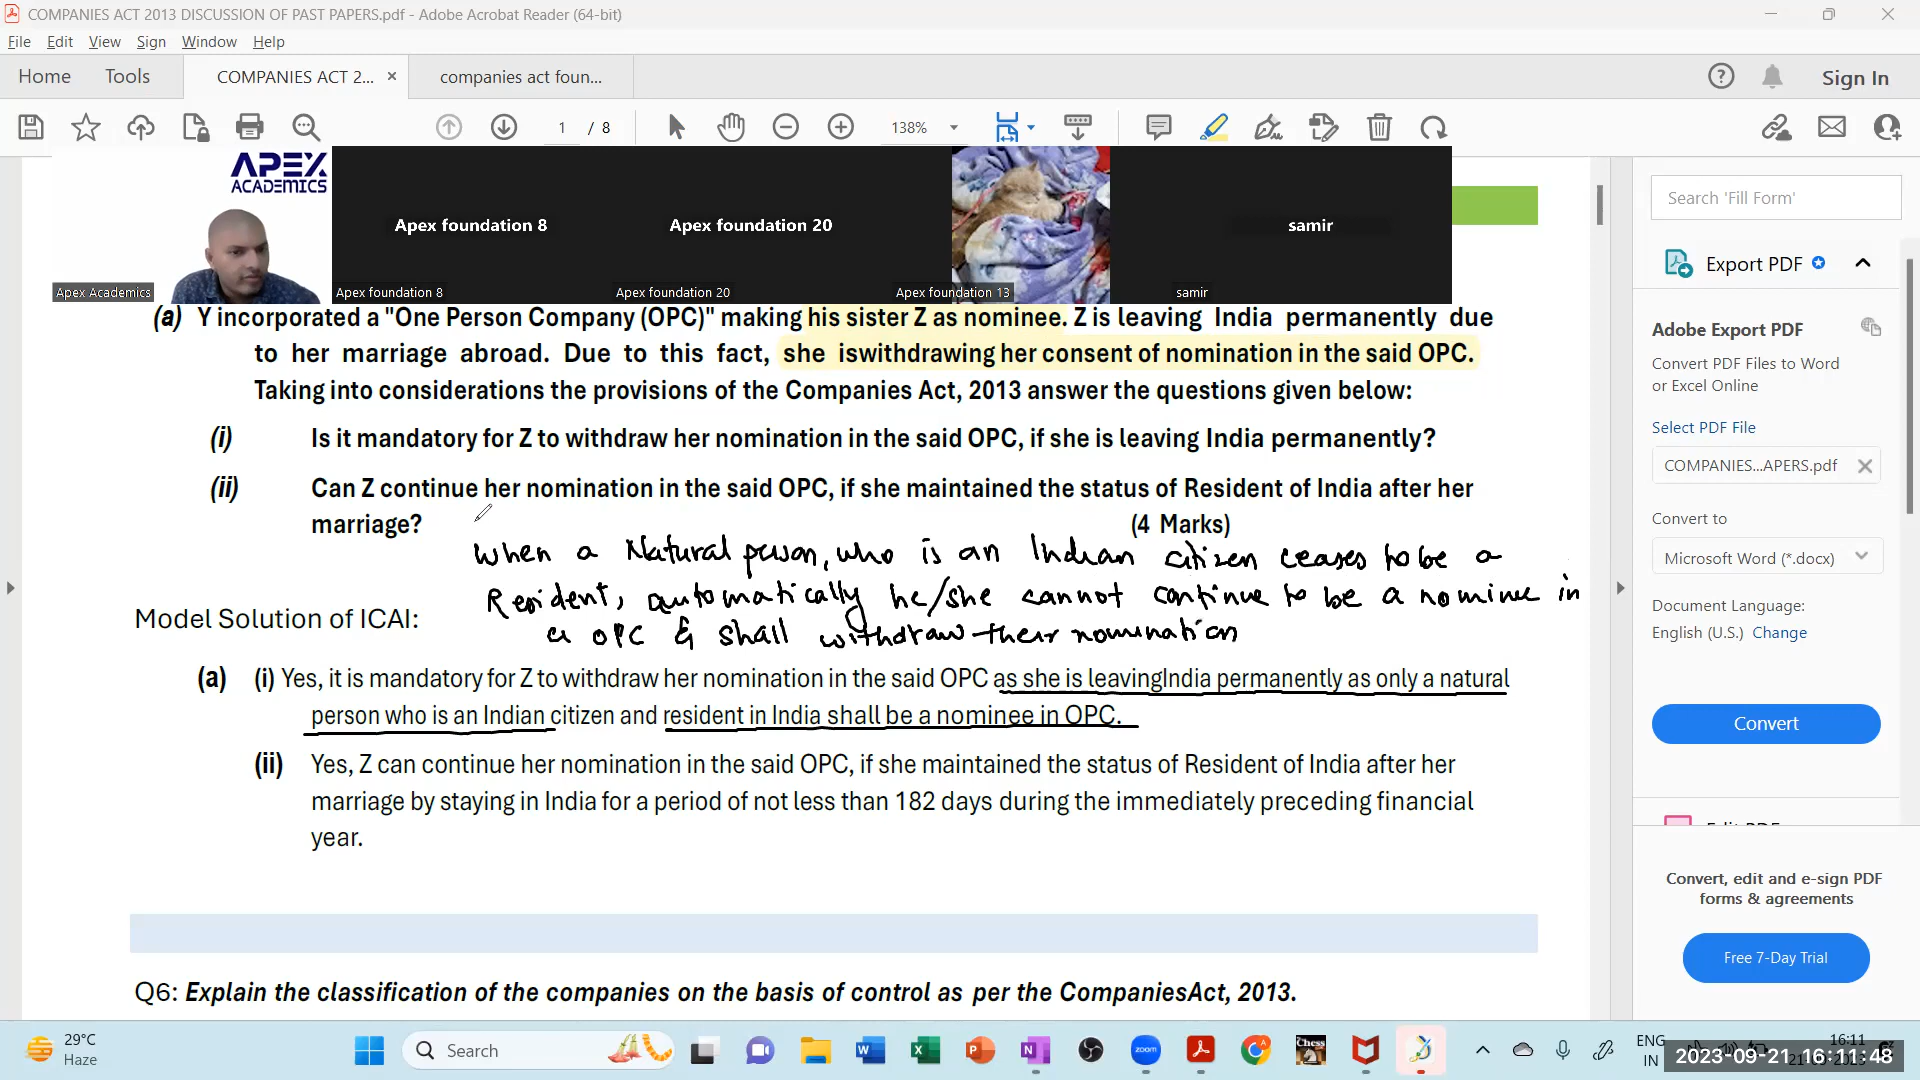 COMPANIES ACT 2013 DISCUSSION OF PAST PAPERS.pdf - Adobe Acrobat Reader (64-bit)
File Edit View Sign Window Help
Home Tools COMPANIES ACT 2... × companies act foun... Sign In
1 / 8 138%
APEX
ACADEMICS
Apex foundation 8 Apex foundation 20 samir
Apex Academics Apex foundation 8 Apex foundation 20 Apex foundation 13 samir
(a) Y incorporated a "One Person Company (OPC)" making his sister Z as nominee. Z is leaving India permanently due
to her marriage abroad. Due to this fact, she iswithdrawing her consent of nomination in the said OPC.
Taking into considerations the provisions of the Companies Act, 2013 answer the questions given below:
(i) Is it mandatory for Z to withdraw her nomination in the said OPC, if she is leaving India permanently?
(ii) Can Z continue her nomination in the said OPC, if she maintained the status of Resident of India after her
marriage? (4 Marks)
When a Natural person, who is an Indian citizen ceases to be a
Resident, automatically he/she cannot continue to be a nominee in
a OPC & shall withdraw their nomination
Model Solution of ICAI:
(a) (i) Yes, it is mandatory for Z to withdraw her nomination in the said OPC as she is leavingIndia permanently as only a natural
person who is an Indian citizen and resident in India shall be a nominee in OPC.
(ii) Yes, Z can continue her nomination in the said OPC, if she maintained the status of Resident of India after her
marriage by staying in India for a period of not less than 182 days during the immediately preceding financial
year.
Q6: Explain the classification of the companies on the basis of control as per the CompaniesAct, 2013.
Search 'Fill Form'
Export PDF
Adobe Export PDF
Convert PDF Files to Word
or Excel Online
Select PDF File
COMPANIES...APERS.pdf
Convert to
Microsoft Word (*.docx)
Document Language:
English (U.S.) Change
Convert
Convert, edit and e-sign PDF
forms & agreements
Free 7-Day Trial
29°C
Haze
Search
zoom
Chess
ENG
IN
16:11
2023-09-21 16:11:48